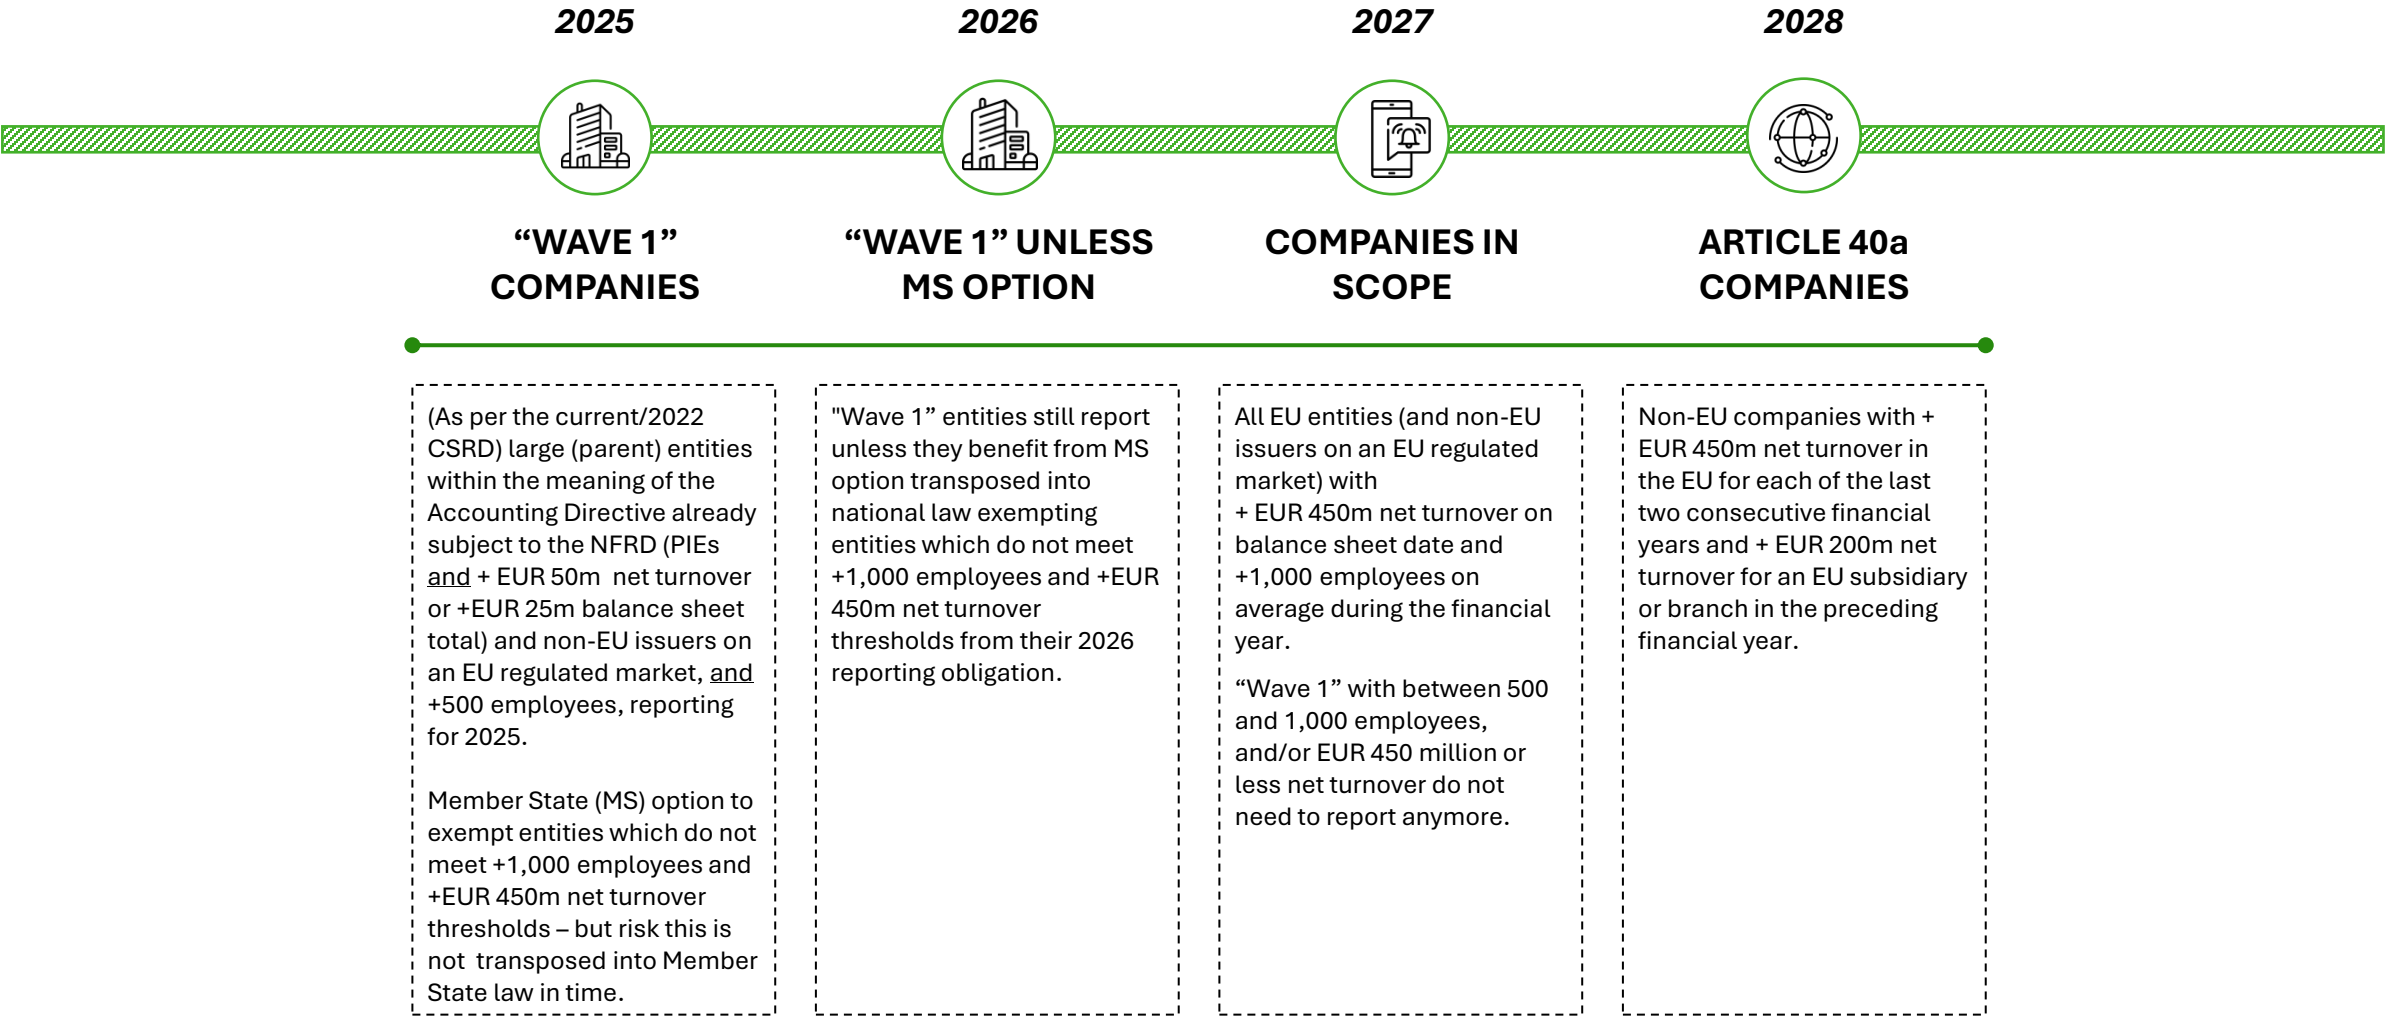 2025
2026
2027
2028
“WAVE 1”
COMPANIES
“WAVE 1” UNLESS
MS OPTION
COMPANIES IN
SCOPE
ARTICLE 40a
COMPANIES
(As per the current/2022
CSRD) large (parent) entities
within the meaning of the
Accounting Directive already
subject to the NFRD (PIEs
and + EUR 50m  net turnover
or +EUR 25m balance sheet
total) and non-EU issuers on
an EU regulated market, and
+500 employees, reporting
for 2025.
Member State (MS) option to
exempt entities which do not
meet +1,000 employees and
+EUR 450m net turnover
thresholds – but risk this is
not  transposed into Member
State law in time.
"Wave 1” entities still report
unless they benefit from MS
option transposed into
national law exempting
entities which do not meet
+1,000 employees and +EUR
450m net turnover
thresholds from their 2026
reporting obligation.
All EU entities (and non-EU
issuers on an EU regulated
market) with
+ EUR 450m net turnover on
balance sheet date and
+1,000 employees on
average during the financial
year.
“Wave 1” with between 500
and 1,000 employees,
and/or EUR 450 million or
less net turnover do not
need to report anymore.
Non-EU companies with +
EUR 450m net turnover in
the EU for each of the last
two consecutive financial
years and + EUR 200m net
turnover for an EU subsidiary
or branch in the preceding
financial year.